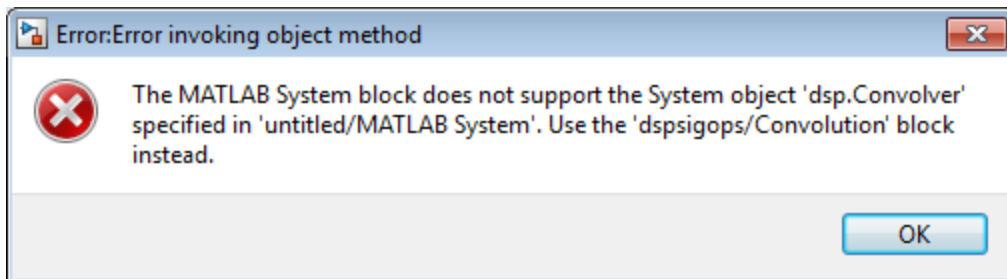 Error:Error invoking object method
The MATLAB System block does not support the System object 'dsp.Convolver'
specified in 'untitled/MATLAB System'. Use the 'dspsigops/Convolution' block
instead.
OK